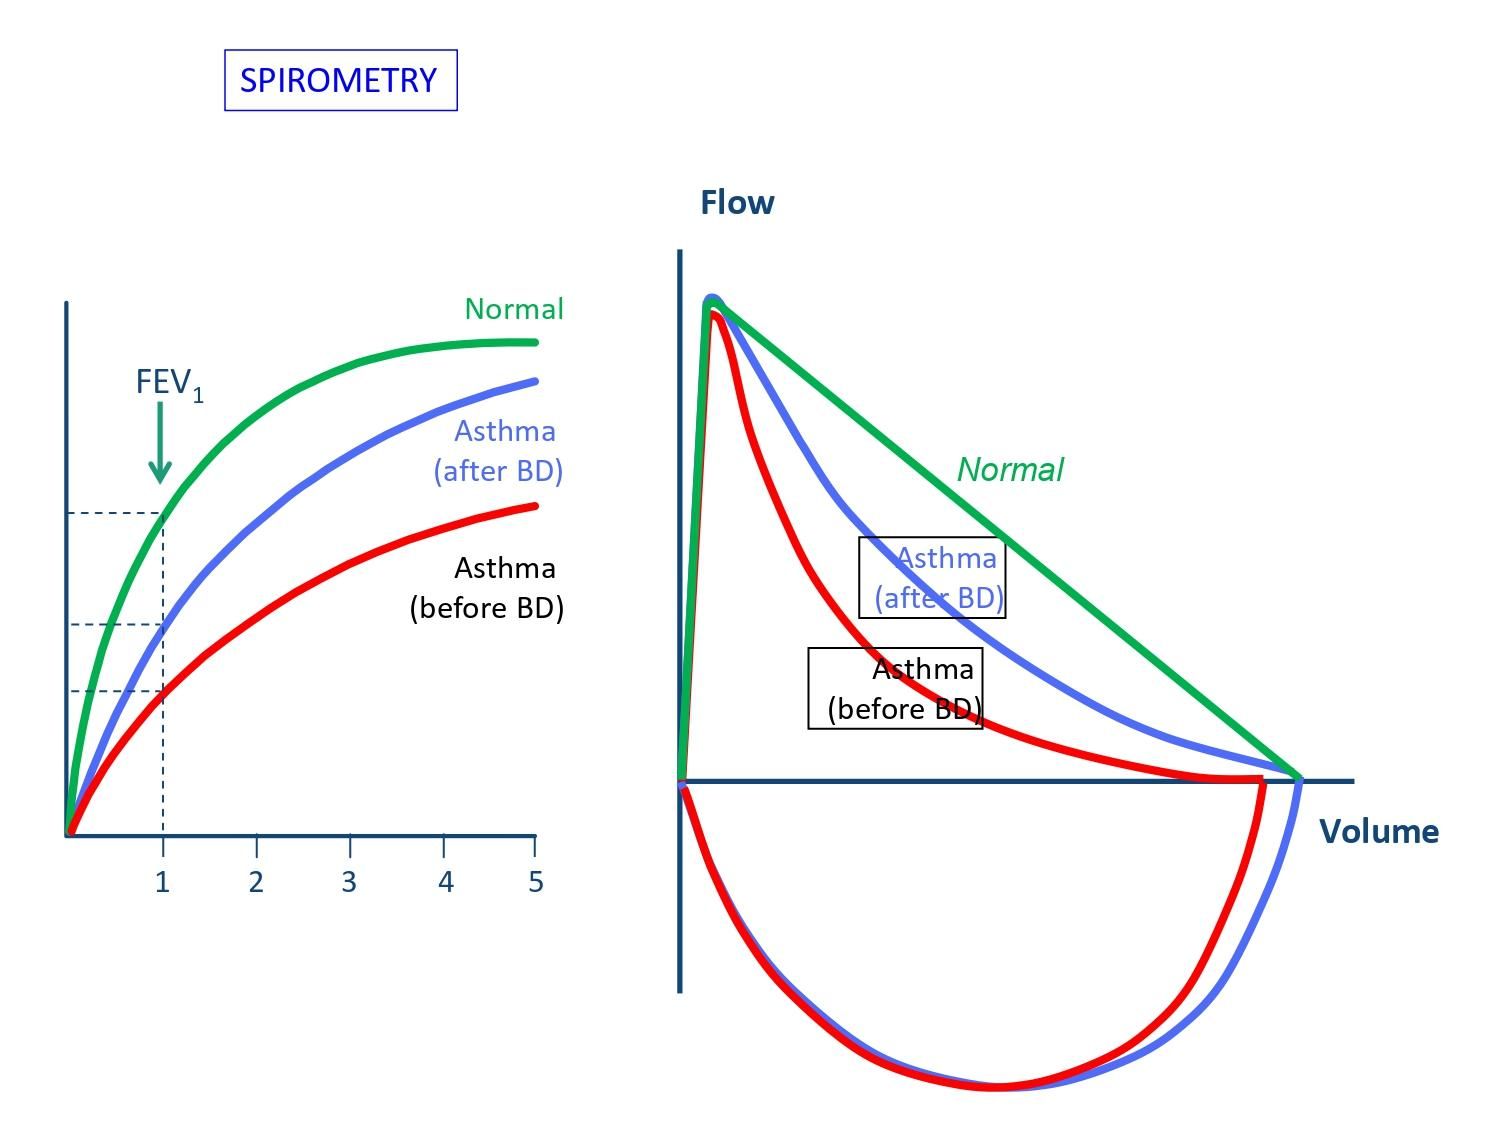 SPIROMETRY
Normal
FEV1
Asthma
(after BD)
Asthma
(before BD)
1 2 3 4 5
Flow
Normal
Asthma
(after BD)
Asthma
(before BD)
Volume